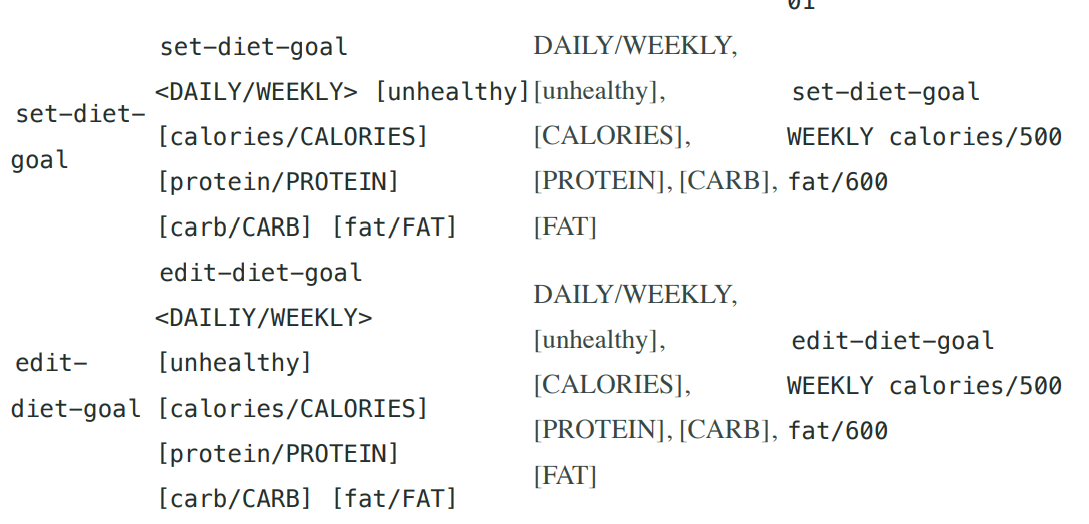 01
set-diet-goal
set-diet-goal
<DAILY/WEEKLY> [unhealthy]
[calories/CALORIES]
[protein/PROTEIN]
[carb/CARB] [fat/FAT]
DAILY/WEEKLY,
[unhealthy],
[CALORIES],
[PROTEIN], [CARB],
[FAT]
set-diet-goal
WEEKLY calories/500
fat/600
edit-
diet-goal
edit-diet-goal
<DAILIY/WEEKLY>
[unhealthy]
[calories/CALORIES]
[protein/PROTEIN]
[carb/CARB] [fat/FAT]
DAILY/WEEKLY,
[unhealthy],
[CALORIES],
[PROTEIN], [CARB],
[FAT]
edit-diet-goal
WEEKLY calories/500
fat/600